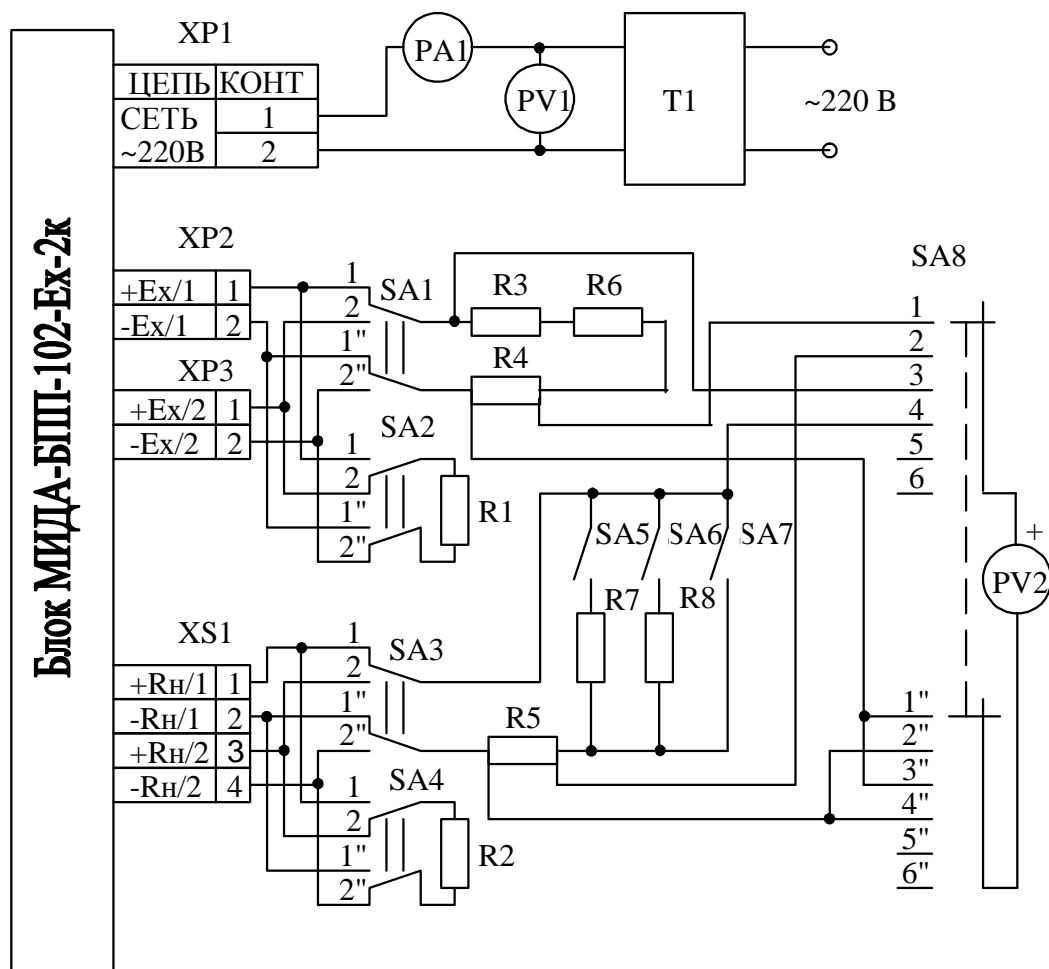 Блок МИДА-БПП-102-Ех-2к
ХР1
ЦЕПЬ КОНТ
СЕТЬ 1
~220В 2
PA1
PV1
T1
~220 В
ХР2
+Ех/1 1
-Ех/1 2
ХР3
+Ех/2 1
-Ех/2 2
1
2
1"
2"
SA1
R3
R6
R4
SA2
1
2
1"
2"
R1
SA5
SA6
SA7
R7
R8
SA8
1
2
3
4
5
6
+
PV2
1"
2"
3"
4"
5"
6"
XS1
+Rн/1 1
-Rн/1 2
+Rн/2 3
-Rн/2 4
1
2
1"
2"
SA3
R5
SA4
1
2
1"
2"
R2